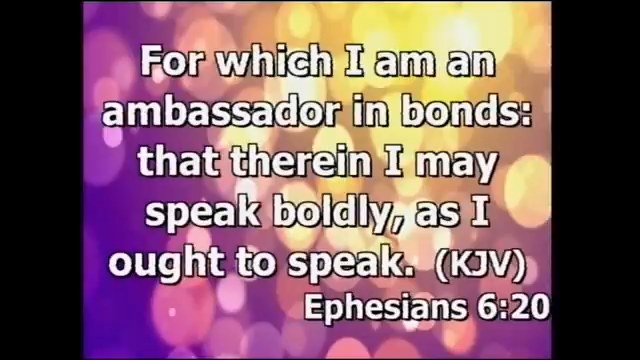 For which I am an
ambassador in bonds:
that therein I may
speak boldly, as I
ought to speak. (KJV)
Ephesians 6:20